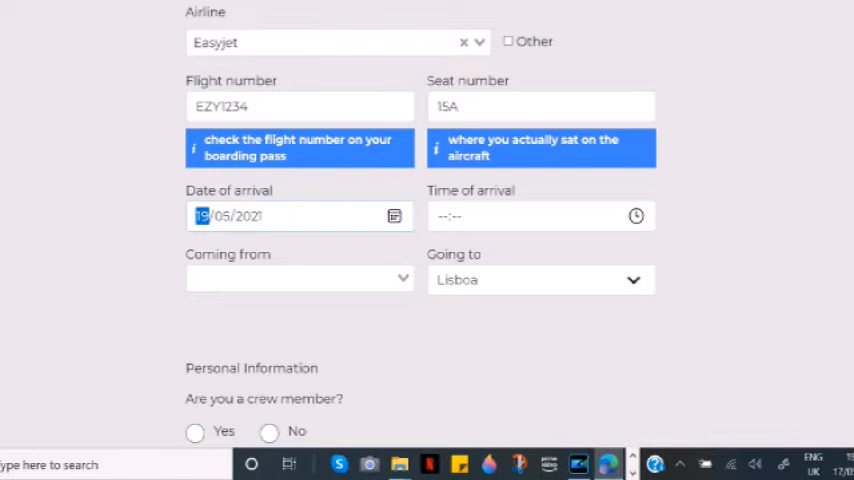 Airline
Easyjet
Other
Flight number
Seat number
EZY1234
15A
i check the flight number on your
boarding pass
i where you actually sat on the
aircraft
Date of arrival
Time of arrival
19/05/2021
--:--
Coming from
Going to
Lisboa
Personal Information
Are you a crew member?
Yes
No
ype here to search
ENG
UK
17/0